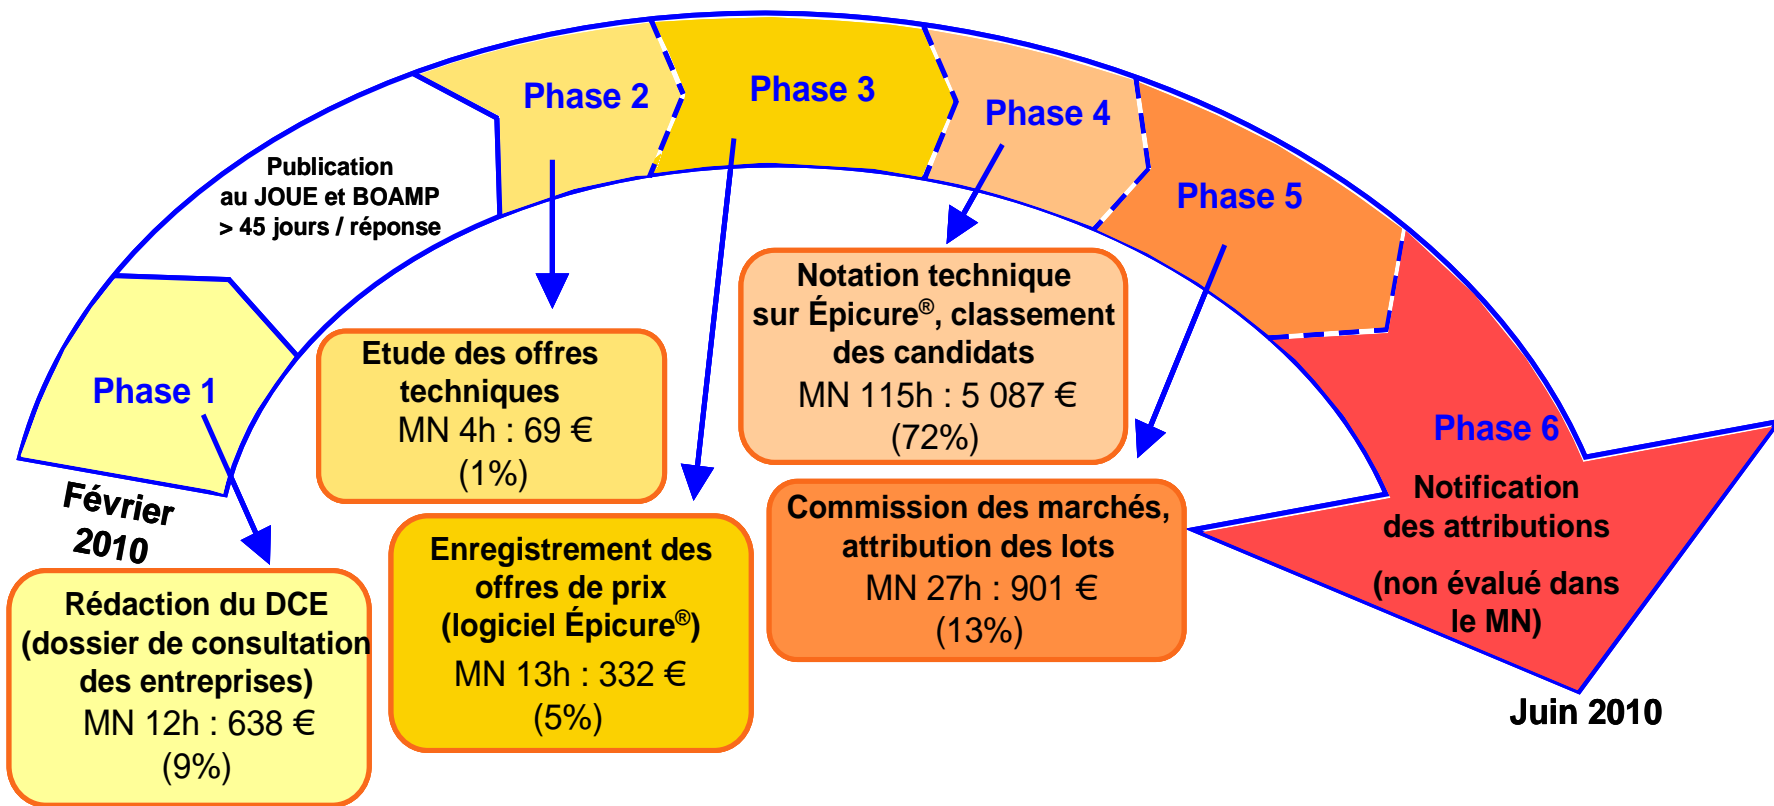 Phase 1
Publication
au JOUE et BOAMP
> 45 jours / réponse
Phase 2
Phase 3
Phase 4
Phase 5
Phase 6
Notification
des attributions
(non évalué dans
le MN)
Février
2010
Juin 2010
Rédaction du DCE
(dossier de consultation
des entreprises)
MN 12h : 638 €
(9%)
Etude des offres
techniques
MN 4h : 69 €
(1%)
Enregistrement des
offres de prix
(logiciel Épicure®)
MN 13h : 332 €
(5%)
Notation technique
sur Épicure®, classement
des candidats
MN 115h : 5 087 €
(72%)
Commission des marchés,
attribution des lots
MN 27h : 901 €
(13%)